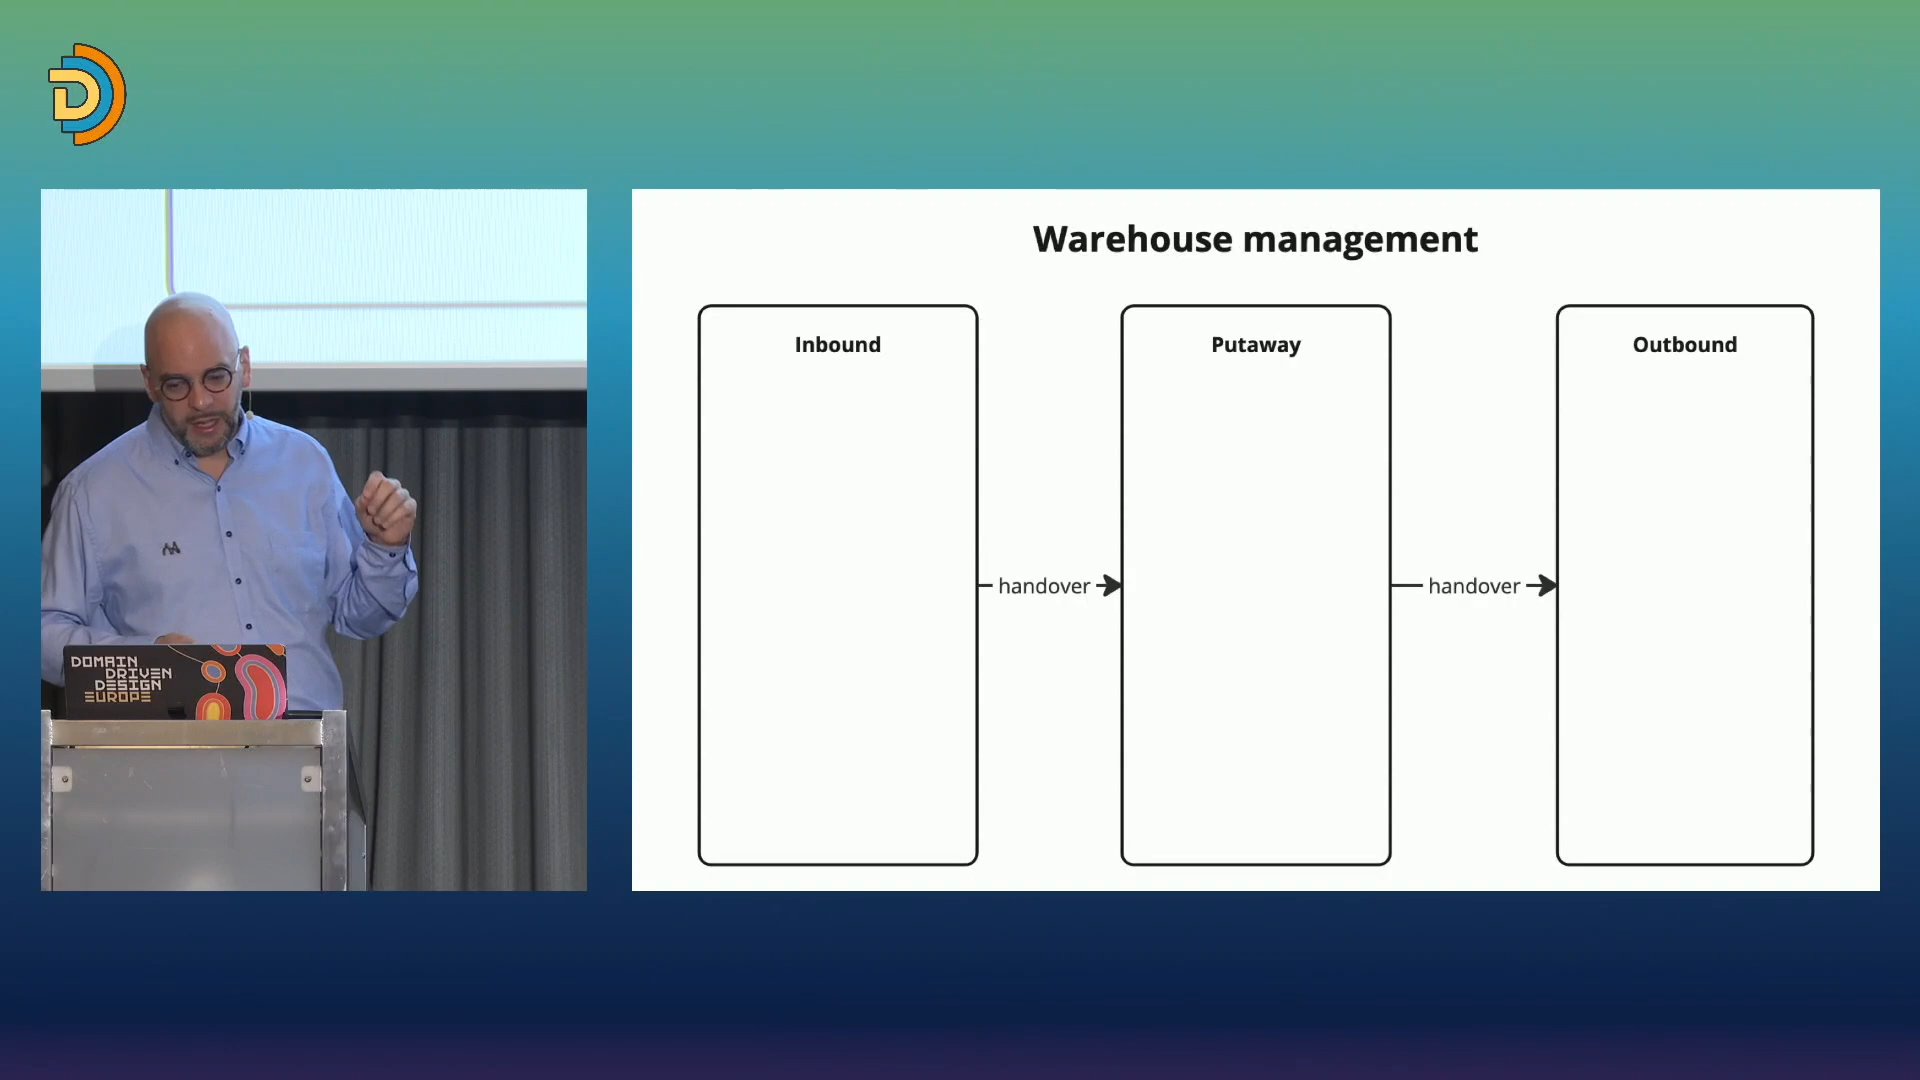 Warehouse management
Inbound
Putaway
Outbound
handover
handover
DOMAIN
DRIVEN
DESIGN
EUROPE